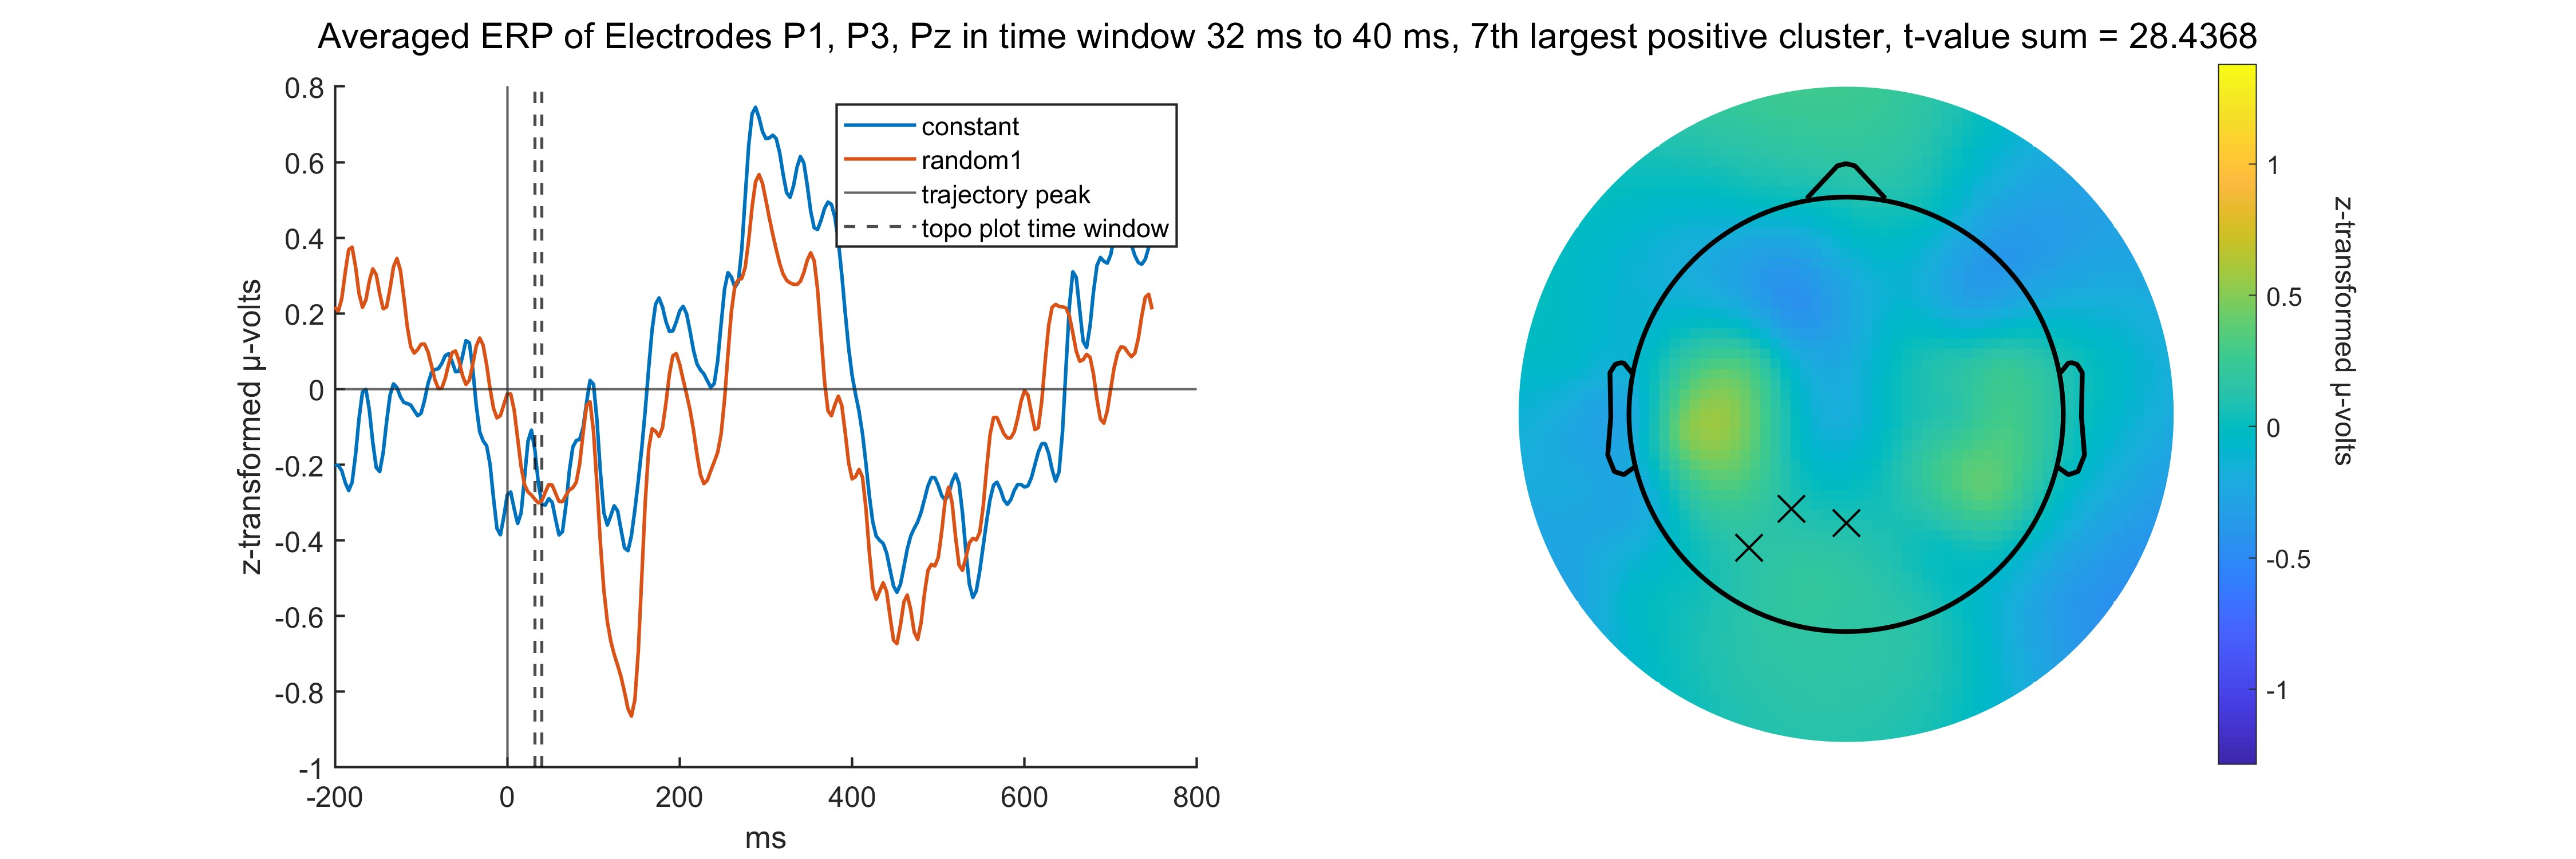 Averaged ERP of Electrodes P1, P3, Pz in time window 32 ms to 40 ms, 7th largest positive cluster, t-value sum = 28.4368
z-transformed μ-volts
0.8
0.6
0.4
0.2
0
-0.2
-0.4
-0.6
-0.8
-1
-200
0
200
400
600
800
ms
constant
random1
trajectory peak
topo plot time window
1
0.5
0
-0.5
-1
z-transformed μ-volts